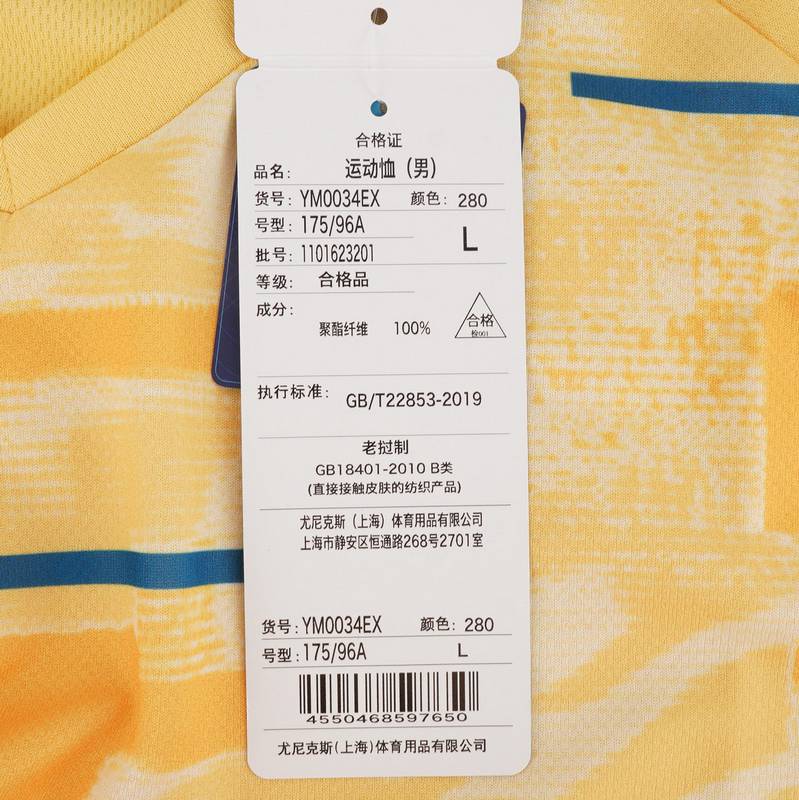 合格证
品名： 运动恤（男）
货号：YM0034EX 颜色：280
号型：175/96A
L
批号：1101623201
等级： 合格品
成分：
聚酯纤维 100%
合格
检001
执行标准： GB/T22853-2019
老挝制
GB18401-2010 B类
(直接接触皮肤的纺织产品)
尤尼克斯（上海）体育用品有限公司
上海市静安区恒通路268号2701室
货号：YM0034EX 颜色：280
号型：175/96A L
4550468597650
尤尼克斯(上海)体育用品有限公司